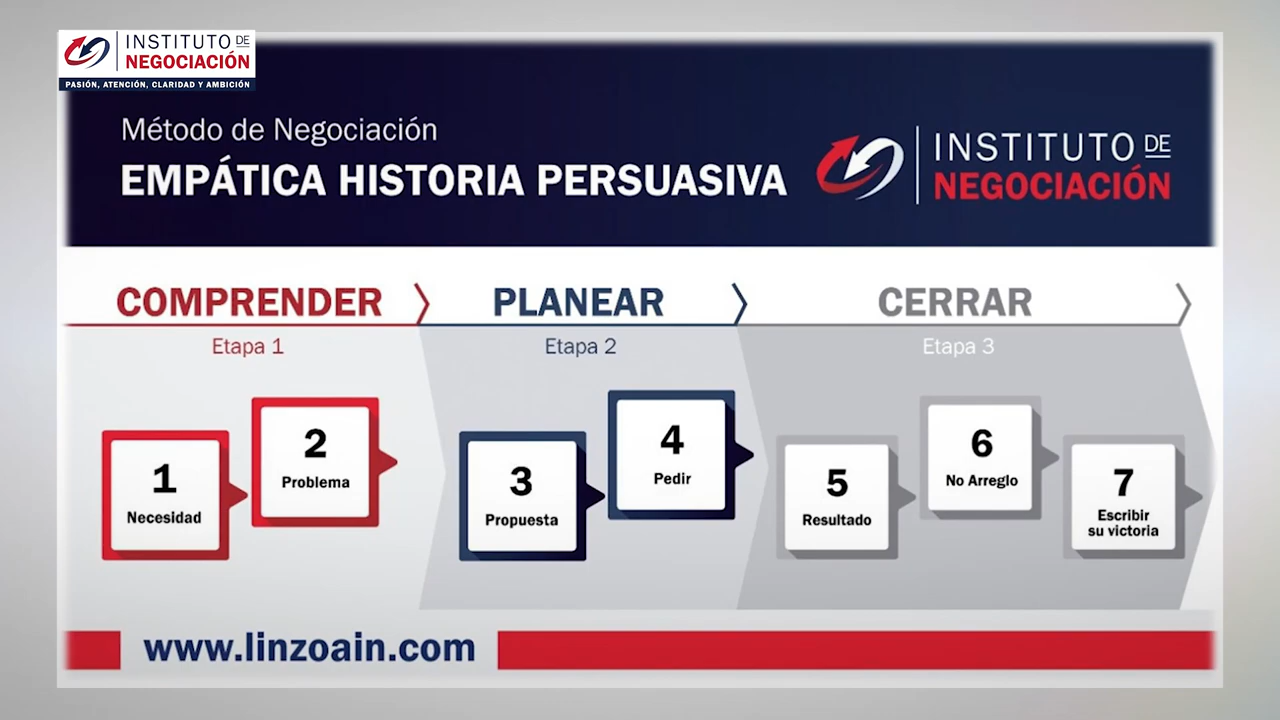 INSTITUTO DE
NEGOCIACIÓN
PASIÓN, ATENCIÓN, CLARIDAD Y AMBICIÓN
Método de Negociación
EMPÁTICA HISTORIA PERSUASIVA
INSTITUTO DE
NEGOCIACIÓN
COMPRENDER
Etapa 1
PLANEAR
Etapa 2
CERRAR
Etapa 3
1
Necesidad
2
Problema
3
Propuesta
4
Pedir
5
Resultado
6
No Arreglo
7
Escribir
su victoria
www.linzoain.com